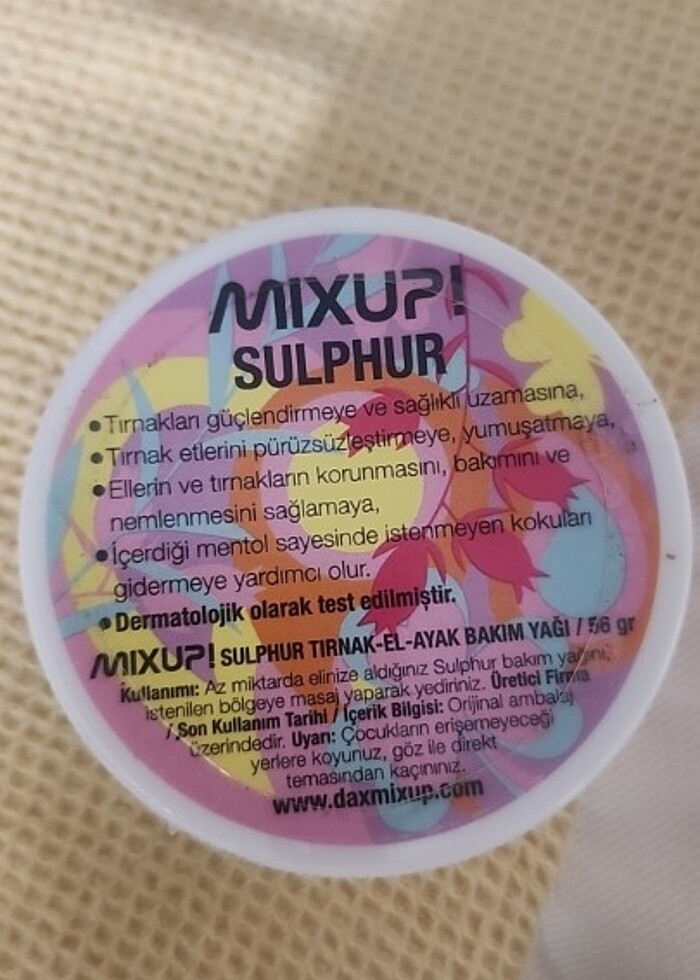 MIXUP!
SULPHUR
● Tırnakları güçlendirmeye ve sağlıklı uzamasına,
● Tırnak etlerini pürüzsüzleştirmeye, yumuşatmaya,
● Ellerin ve tırnakların korunmasını, bakımını ve
nemlenmesini sağlamaya,
● İçerdiği mentol sayesinde istenmeyen kokuları
gidermeye yardımcı olur.
● Dermatolojik olarak test edilmiştir.
MIXUP! SULPHUR TIRNAK-EL-AYAK BAKIM YAĞI / 56 gr
Kullanımı: Az miktarda elinize aldığınız Sulphur bakım yağını,
istenilen bölgeye masaj yaparak yediriniz. Üretici Firma
/ Son Kullanım Tarihi / İçerik Bilgisi: Orijinal ambalaj
üzerindedir. Uyarı: Çocukların erişemeyeceği
yerlere koyunuz, göz ile direkt
temasından kaçınınız.
www.daxmixup.com